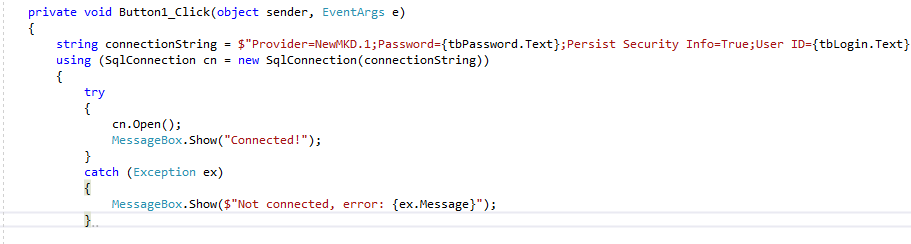 private void Button1_Click(object sender, EventArgs e)
{
string connectionString = $"Provider=NewMKD.1;Password={tbPassword.Text};Persist Security Info=True;User ID={tbLogin.Text}
using (SqlConnection cn = new SqlConnection(connectionString))
{
try
{
cn.Open();
MessageBox.Show("Connected!");
}
catch (Exception ex)
{
MessageBox.Show($"Not connected, error: {ex.Message}");
}